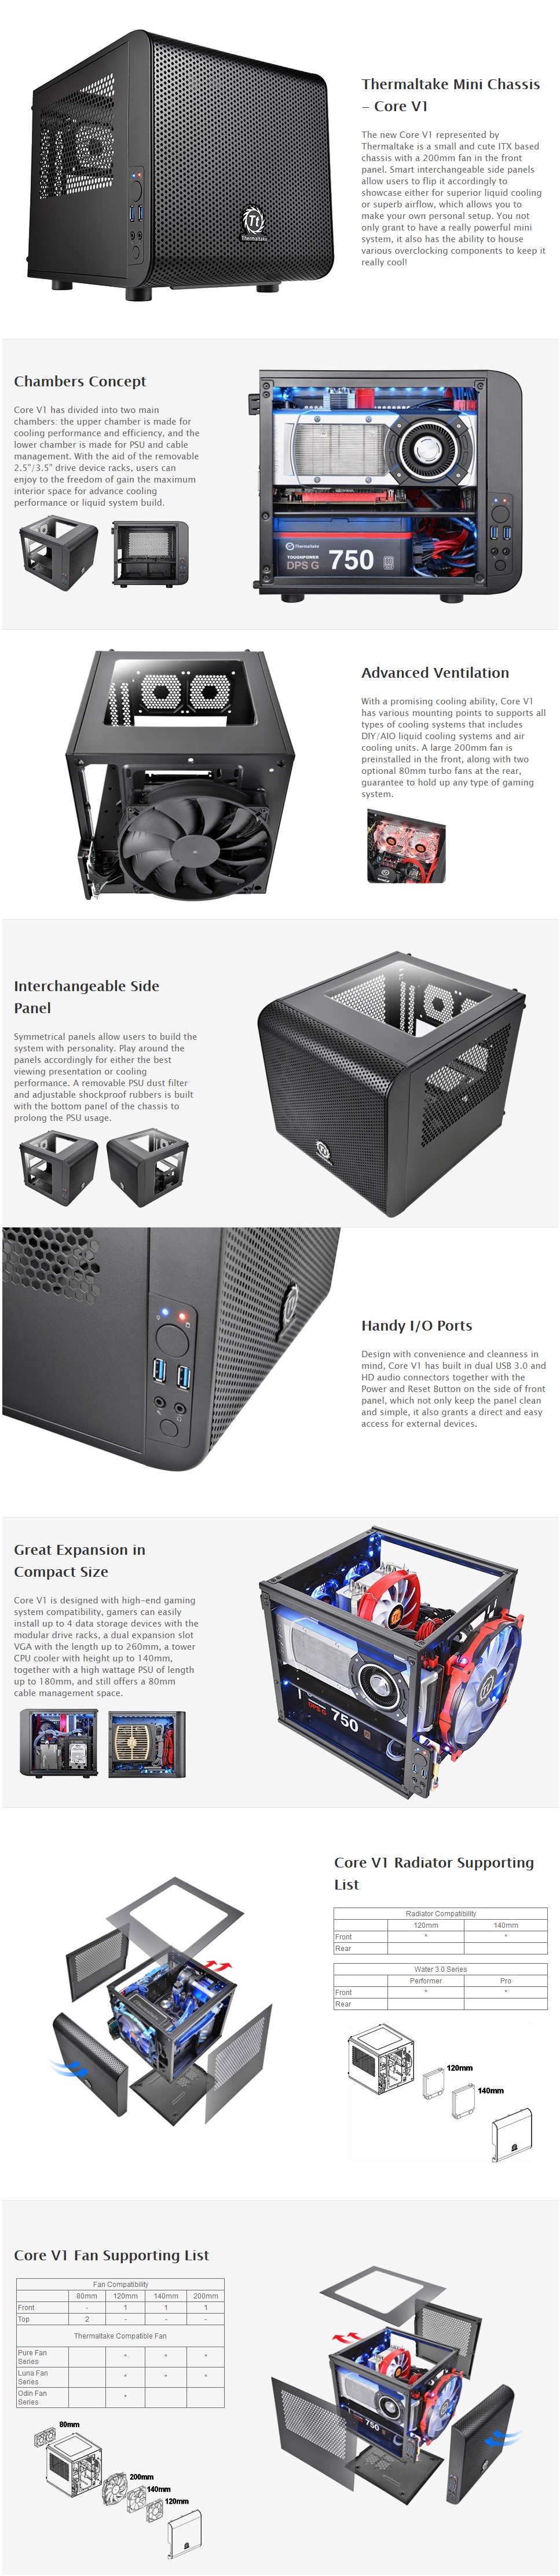 Thermaltake Mini Chassis
– Core V1
The new Core V1 represented by
Thermaltake is a small and cute ITX based
chassis with a 200mm fan in the front
panel. Smart interchangeable side panels
allow users to flip it accordingly to
showcase either for superior liquid cooling
or superb airflow, which allows you to
make your own personal setup. You not
only grant to have a really powerful mini
system, it also has the ability to house
various overclocking components to keep it
really cool!
Tt
Thermaltake
Chambers Concept
Core V1 has divided into two main
chambers: the upper chamber is made for
cooling performance and efficiency, and the
lower chamber is made for PSU and cable
management. With the aid of the removable
2.5"/3.5" drive device racks, users can
enjoy to the freedom of gain the maximum
interior space for advance cooling
performance or liquid system build.
Thermaltake
TOUGHPOWER
DPS G 750
Advanced Ventilation
With a promising cooling ability, Core V1
has various mounting points to supports all
types of cooling systems that includes
DIY/AIO liquid cooling systems and air
cooling units. A large 200mm fan is
preinstalled in the front, along with two
optional 80mm turbo fans at the rear,
guarantee to hold up any type of gaming
system.
Interchangeable Side
Panel
Symmetrical panels allow users to build the
system with personality. Play around the
panels accordingly for either the best
viewing presentation or cooling
performance. A removable PSU dust filter
and adjustable shockproof rubbers is built
with the bottom panel of the chassis to
prolong the PSU usage.
Handy I/O Ports
Design with convenience and cleanness in
mind, Core V1 has built in dual USB 3.0 and
HD audio connectors together with the
Power and Reset Button on the side of front
panel, which not only keep the panel clean
and simple, it also grants a direct and easy
access for external devices.
Great Expansion in
Compact Size
Core V1 is designed with high-end gaming
system compatibility, gamers can easily
install up to 4 data storage devices with the
modular drive racks, a dual expansion slot
VGA with the length up to 260mm, a tower
CPU cooler with height up to 140mm,
together with a high wattage PSU of length
up to 180mm, and still offers a 80mm
cable management space.
DPS G 750
Core V1 Radiator Supporting
List
Radiator Compatibility
120mm 140mm
Front * *
Rear
Water 3.0 Series
Performer Pro
Front * *
Rear
120mm
140mm
Core V1 Fan Supporting List
Fan Compatibility
80mm 120mm 140mm 200mm
Front - 1 1 1
Top 2 - - -
Thermaltake Compatible Fan
Pure Fan
Series * * *
Luna Fan
Series * * *
Odin Fan
Series *
80mm
200mm
140mm
120mm
750